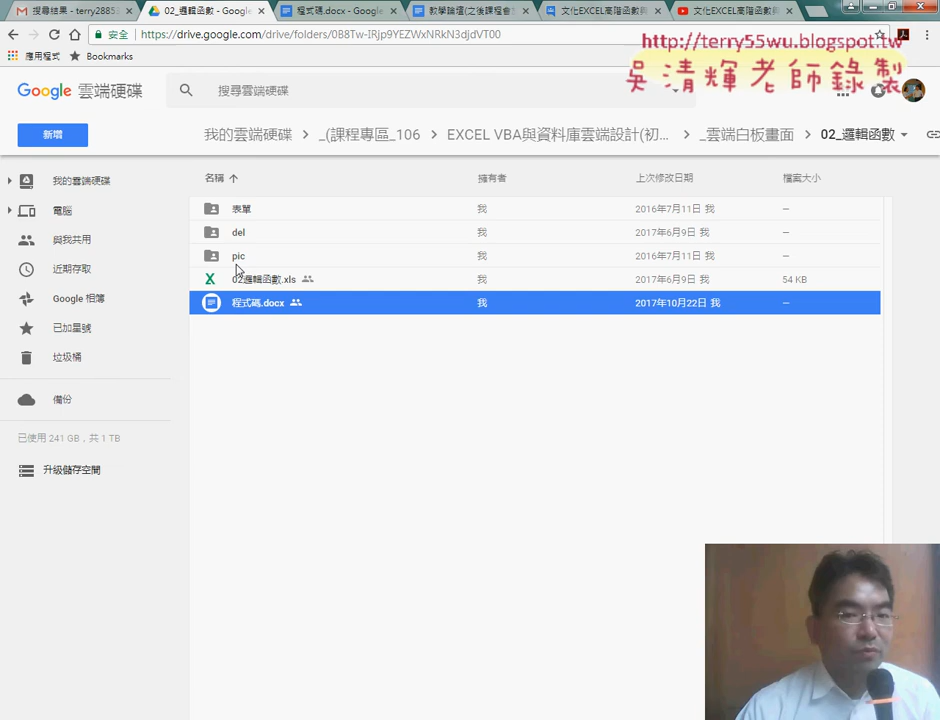 搜尋結果 - terry2885
02_邏輯函數 - Google
程式碼.docx - Google
教學論壇(之後課程會
文化EXCEL高階函數與
文化EXCEL高階函數與
安全 https://drive.google.com/drive/folders/0B8Tw-IRjp9YEZWxNRkN3djdVT00
應用程式 Bookmarks
http://terry55wu.blogspot.tw
吳清輝老師錄製
Google 雲端硬碟
搜尋雲端硬碟
新增
我的雲端硬碟 > _(課程專區_106 > EXCEL VBA與資料庫雲端設計(初... > _雲端白板畫面 > 02_邏輯函數
名稱 擁有者 上次修改日期 檔案大小
表單 我 2016年7月11日 我 –
del 我 2017年6月9日 我 –
pic 我 2016年7月11日 我 –
02邏輯函數.xls 我 2017年6月9日 我 54 KB
程式碼.docx 我 2017年10月22日 我 –
我的雲端硬碟
電腦
與我共用
近期存取
Google 相簿
已加星號
垃圾桶
備份
已使用 241 GB，共 1 TB
升級儲存空間